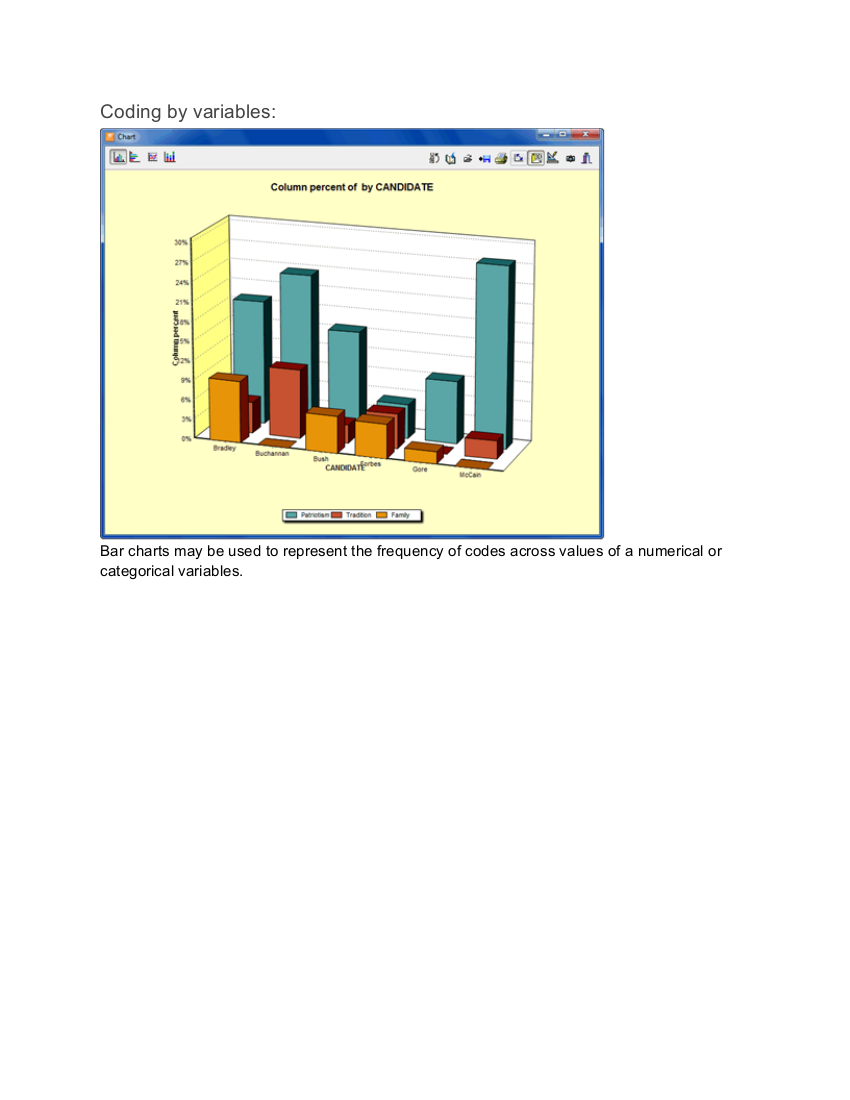 Coding by variables:
Chart
Column percent of by CANDIDATE
30%
27%
24%
21%
18%
15%
12%
9%
6%
3%
0%
Column percent
Bradley
Buchannan
Bush
Forbes
Gore
McCain
CANDIDATE
Patriotism Tradition Family
Bar charts may be used to represent the frequency of codes across values of a numerical or
categorical variables.